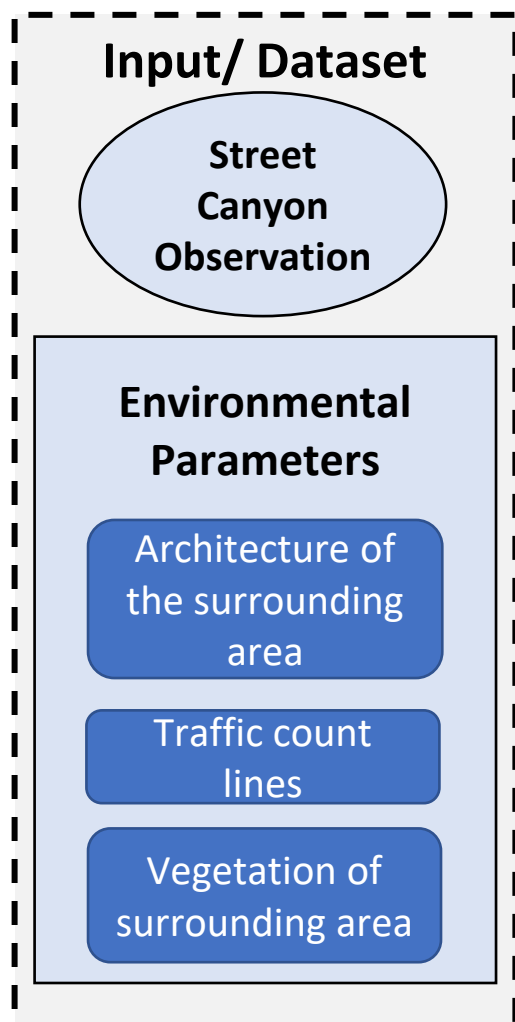 Input/ Dataset
Street
Canyon
Observation
Environmental
Parameters
Architecture of
the surrounding
area
Traffic count
lines
Vegetation of
surrounding area